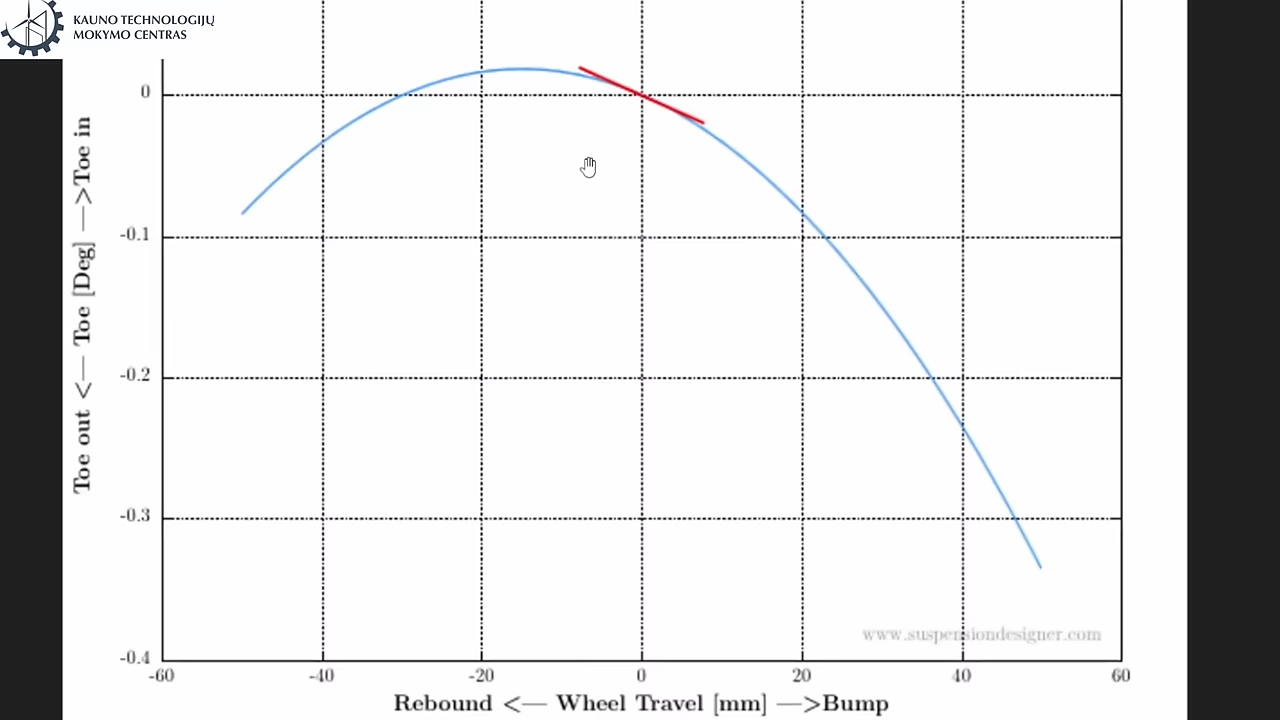 KAUNO TECHNOLOGIJŲ
MOKYMO CENTRAS
Toe out <— Toe [Deg] —>Toe in
0
-0.1
-0.2
-0.3
-0.4
www.suspensiondesigner.com
-60 -40 -20 0 20 40 60
Rebound <— Wheel Travel [mm] —>Bump